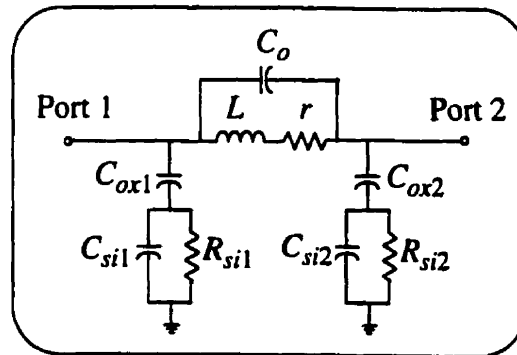 C_o
Port 1
L
r
Port 2
C_ox1
C_ox2
C_si1
R_si1
C_si2
R_si2